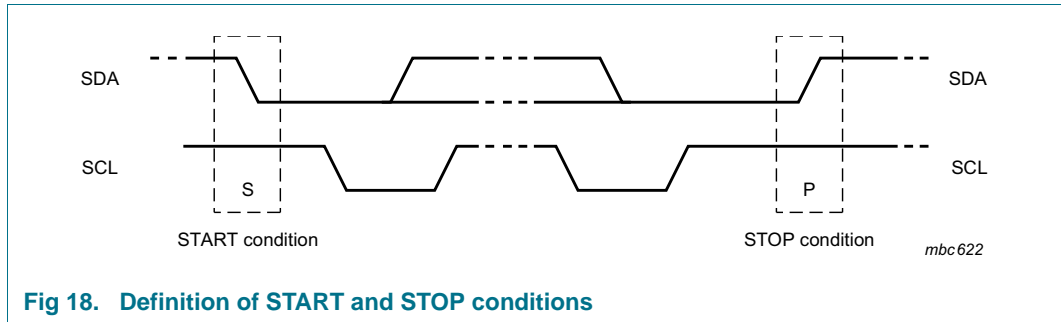 SDA
SDA
SCL
SCL
S
P
START condition
STOP condition
mbc622
Fig 18. Definition of START and STOP conditions